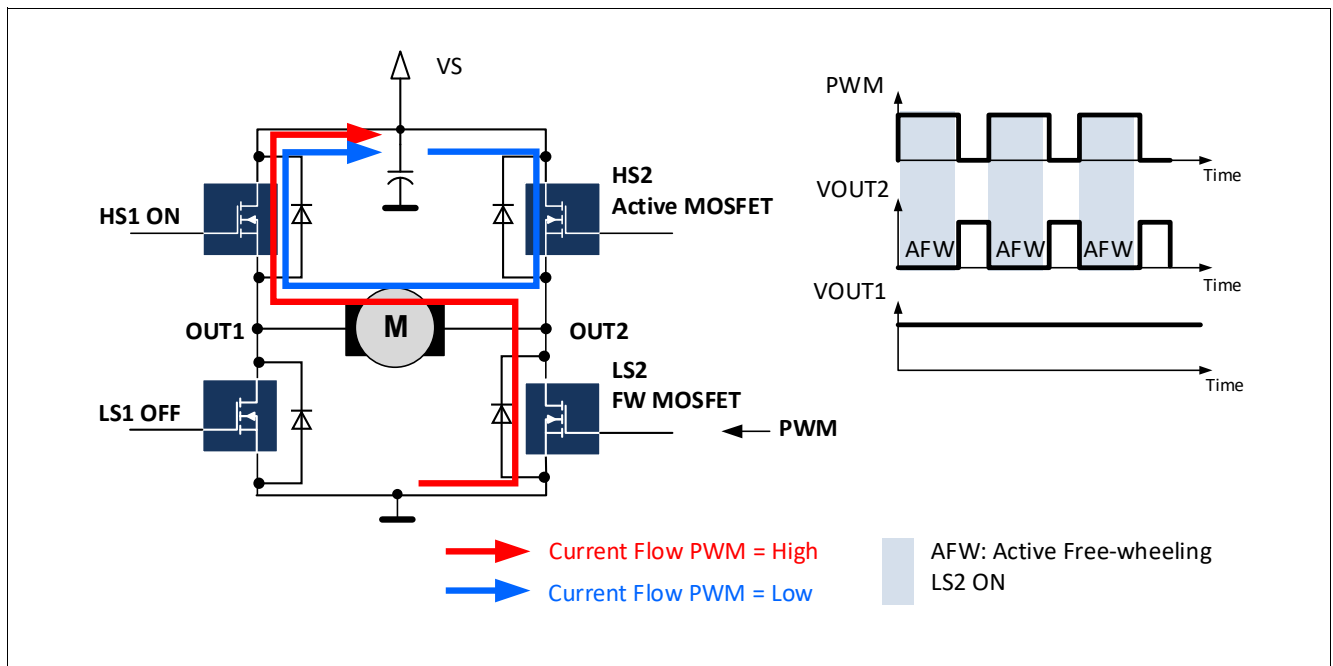 VS
HS1 ON
HS2
Active MOSFET
OUT1
M
OUT2
LS1 OFF
LS2
FW MOSFET
PWM
Current Flow PWM = High
Current Flow PWM = Low
PWM
Time
VOUT2
AFW
AFW
AFW
Time
VOUT1
Time
AFW: Active Free-wheeling
LS2 ON